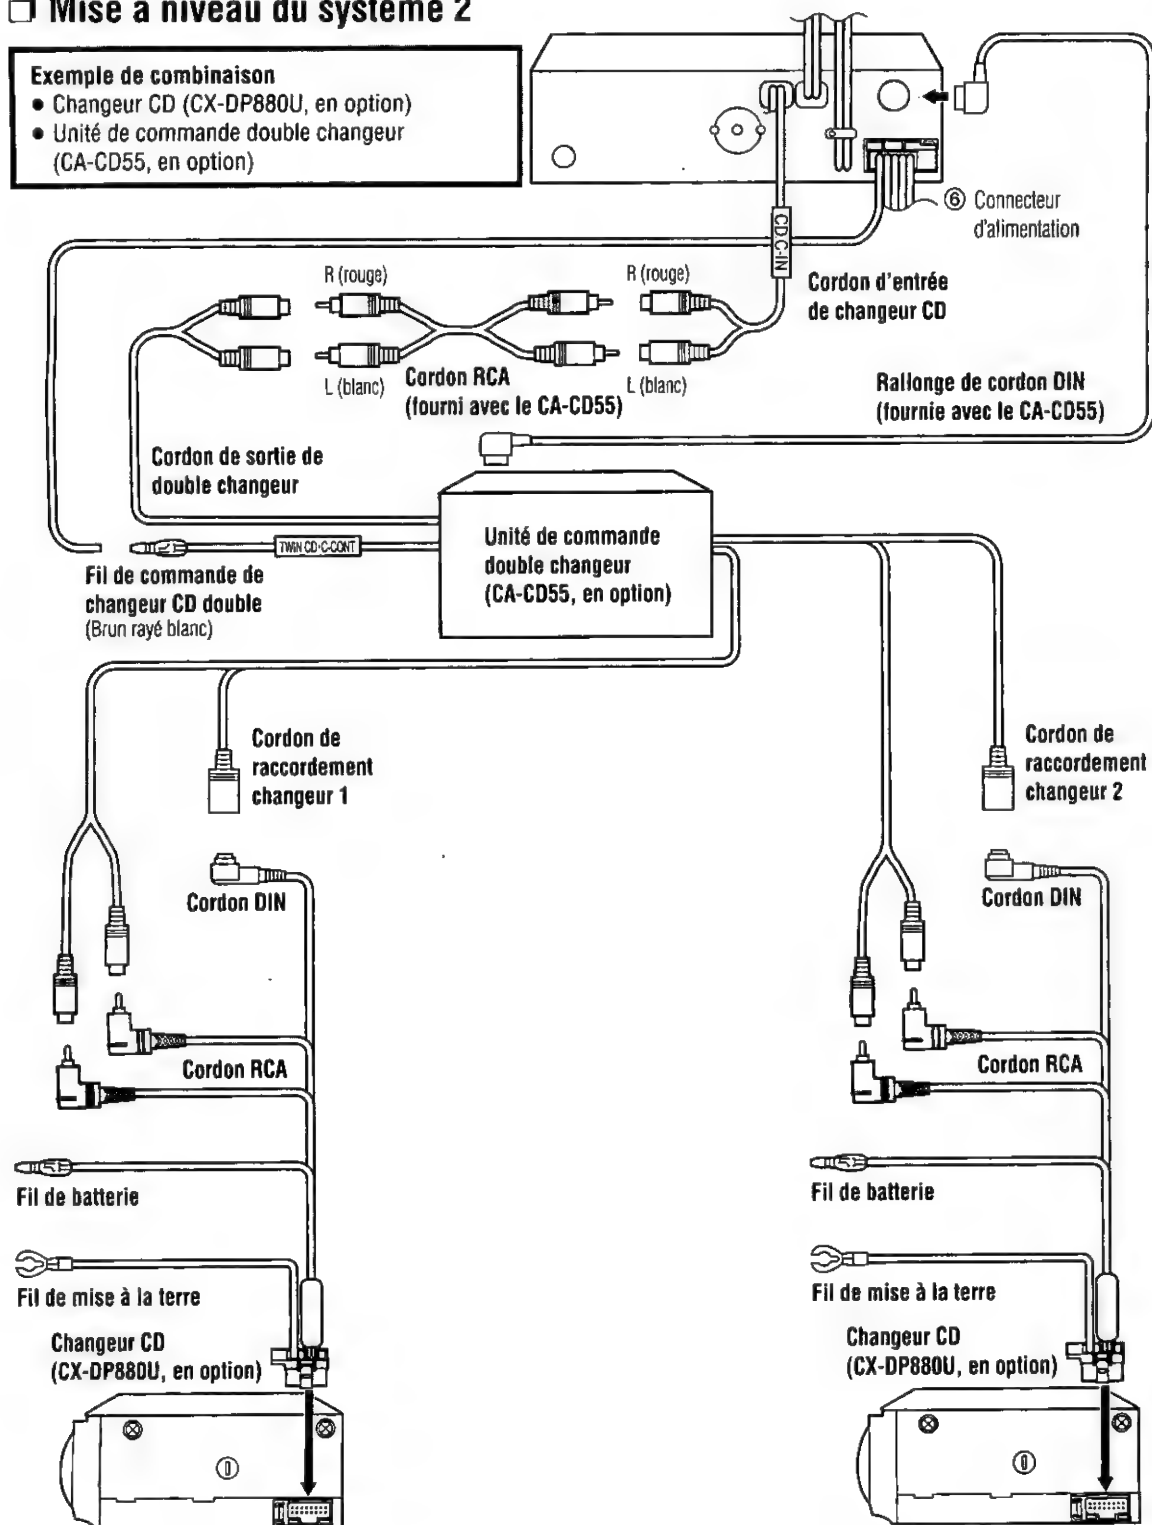 Mise à niveau du système 2
Exemple de combinaison
• Changeur CD (CX-DP880U, en option)
• Unité de commande double changeur
(CA-CD55, en option)
⑥ Connecteur
d'alimentation
CD·C-IN
R (rouge)
R (rouge)
Cordon d'entrée
de changeur CD
L (blanc)
Cordon RCA
(fourni avec le CA-CD55)
L (blanc)
Rallonge de cordon DIN
(fournie avec le CA-CD55)
Cordon de sortie de
double changeur
TWIN CD·C-CONT
Unité de commande
double changeur
(CA-CD55, en option)
Fil de commande de
changeur CD double
(Brun rayé blanc)
Cordon de
raccordement
changeur 1
Cordon de
raccordement
changeur 2
Cordon DIN
Cordon DIN
Cordon RCA
Cordon RCA
Fil de batterie
Fil de batterie
Fil de mise à la terre
Fil de mise à la terre
Changeur CD
(CX-DP880U, en option)
Changeur CD
(CX-DP880U, en option)